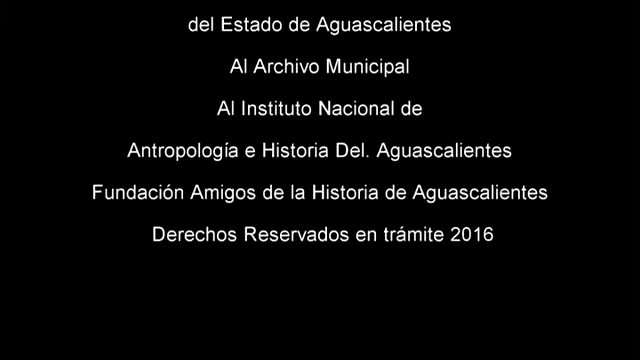 del Estado de Aguascalientes
Al Archivo Municipal
Al Instituto Nacional de
Antropología e Historia Del. Aguascalientes
Fundación Amigos de la Historia de Aguascalientes
Derechos Reservados en trámite 2016